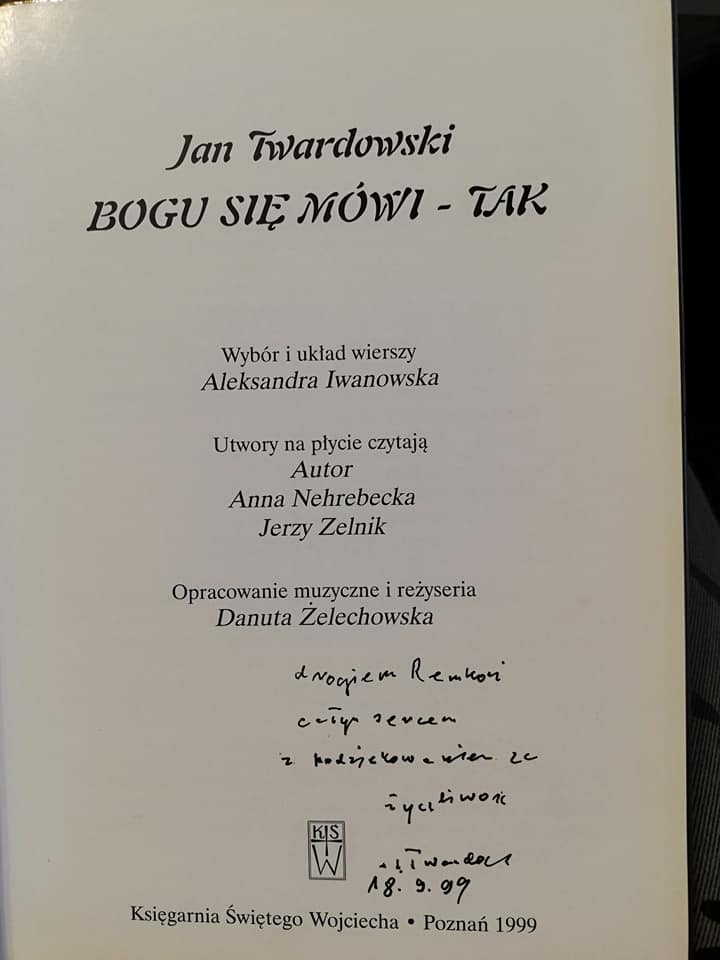 Jan Twardowski
BOGU SIĘ MÓWI - TAK
Wybór i układ wierszy
Aleksandra Iwanowska
Utwory na płycie czytają
Autor
Anna Nehrebecka
Jerzy Zelnik
Opracowanie muzyczne i reżyseria
Danuta Żelechowska
drogiem Remkowi
całym sercem
z podziękowaniem za
życzliwość
KŚW
18. 9. 99
Księgarnia Świętego Wojciecha • Poznań 1999